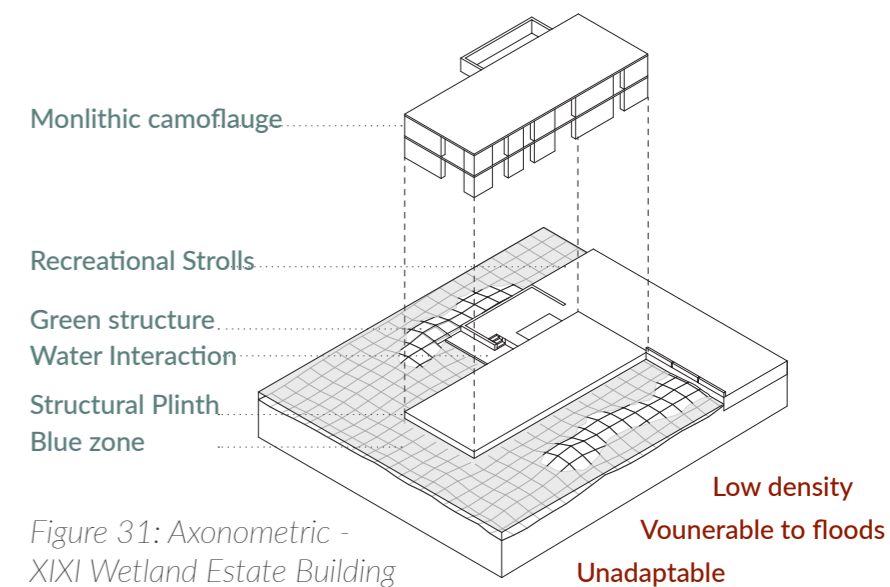 Monlithic camoflauge
Recreational Strolls
Green structure
Water Interaction
Structural Plinth
Blue zone
Low density
Vounerable to floods
Unadaptable
Figure 31: Axonometric -
XIXI Wetland Estate Building